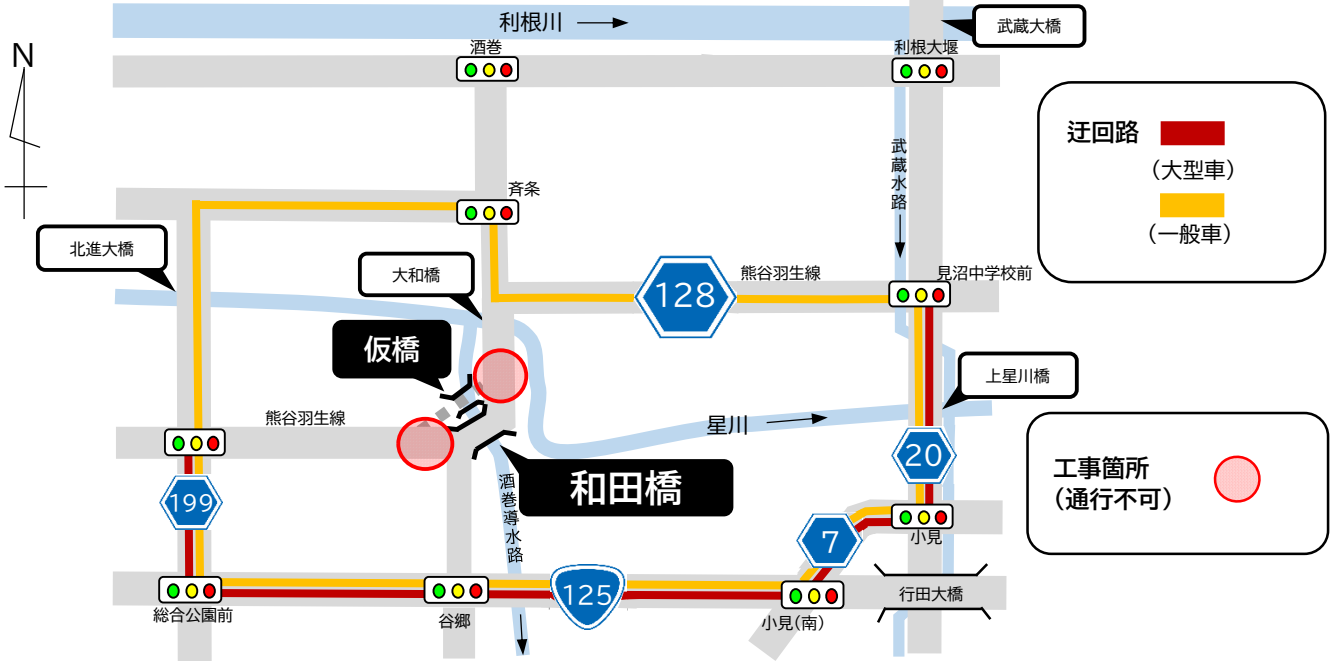 利根川
武蔵大橋
N
酒巻
利根大堰
迂回路
(大型車)
(一般車)
武蔵水路
斉条
北進大橋
大和橋
熊谷羽生線
見沼中学校前
128
仮橋
上星川橋
熊谷羽生線
星川
20
工事箇所
(通行不可)
和田橋
199
酒巻導水路
7
小見
125
行田大橋
総合公園前
谷郷
小見(南)